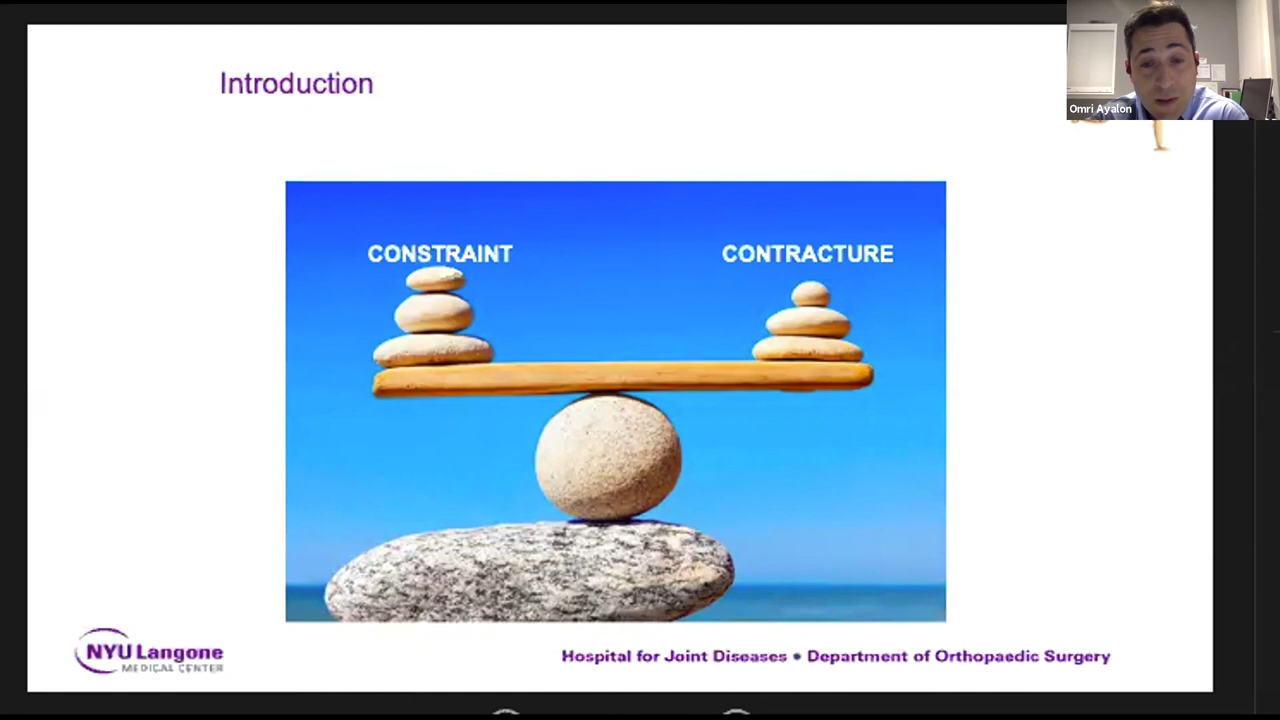 Introduction
Omri Ayalon
CONSTRAINT
CONTRACTURE
NYU Langone
MEDICAL CENTER
Hospital for Joint Diseases • Department of Orthopaedic Surgery